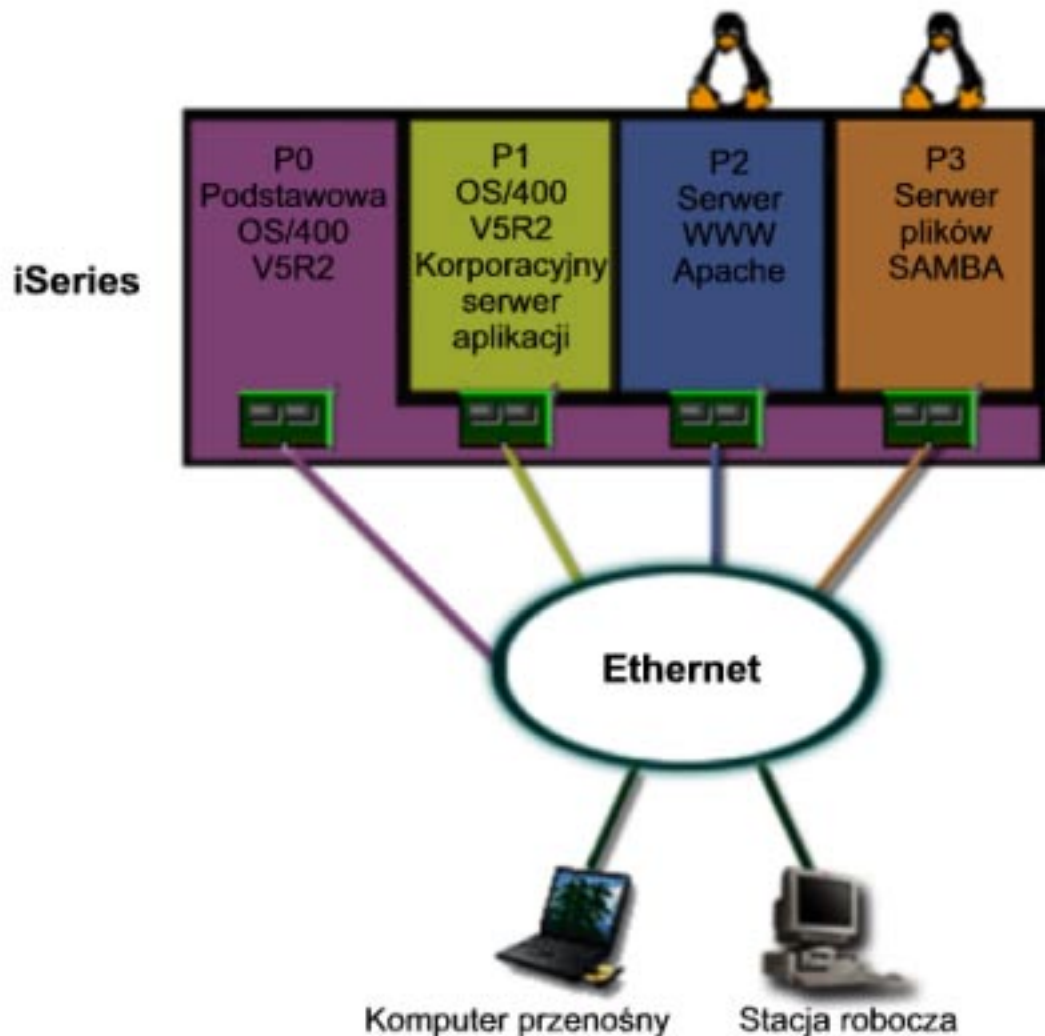 iSeries
P0
Podstawowa
OS/400
V5R2
P1
OS/400
V5R2
Korporacyjny
serwer
aplikacji
P2
Serwer
WWW
Apache
P3
Serwer
plików
SAMBA
Ethernet
Komputer przenośny
Stacja robocza